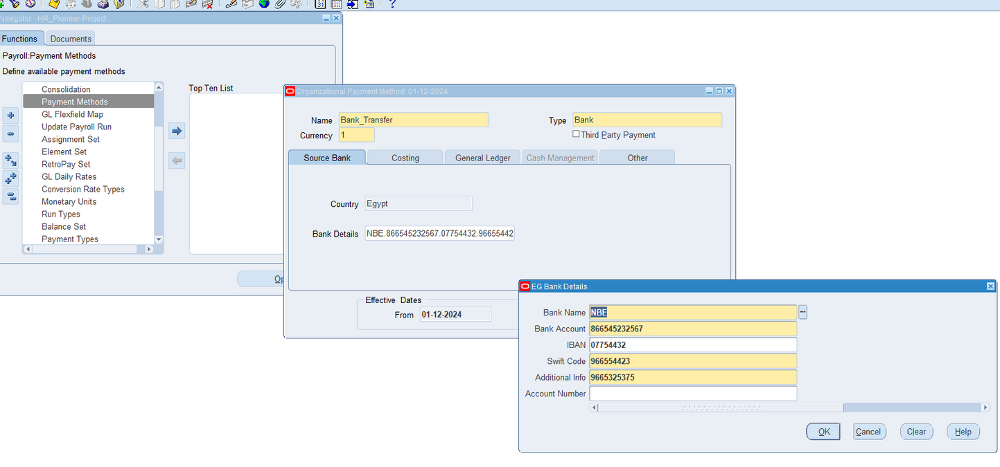 31
?
Navigator - HR_Pioneer-Project
Functions
Documents
Payroll:Payment Methods
Define available payment methods
Consolidation
Payment Methods
GL Flexfield Map
Update Payroll Run
Assignment Set
Element Set
RetroPay Set
GL Daily Rates
Conversion Rate Types
Monetary Units
Run Types
Balance Set
Payment Types
Top Ten List
Op
Organizational Payment Method: 01-12-2024
Name Bank_Transfer
Type Bank
Currency 1
Third Party Payment
Source Bank
Costing
General Ledger
Cash Management
Other
Country Egypt
Bank Details NBE.866545232567.07754432.96655442
Effective Dates
From 01-12-2024
EG Bank Details
Bank Name NBE
Bank Account 866545232567
IBAN 07754432
Swift Code 966554423
Additional Info 9665325375
Account Number
OK
Cancel
Clear
Help